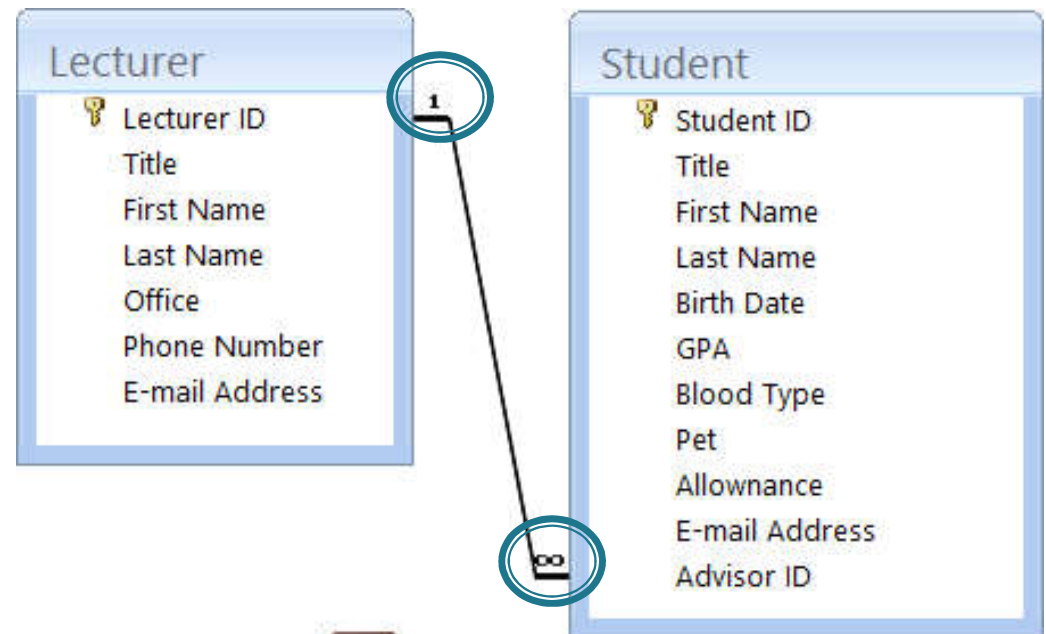 Lecturer
Lecturer ID
Title
First Name
Last Name
Office
Phone Number
E-mail Address
1
∞
Student
Student ID
Title
First Name
Last Name
Birth Date
GPA
Blood Type
Pet
Allownance
E-mail Address
Advisor ID